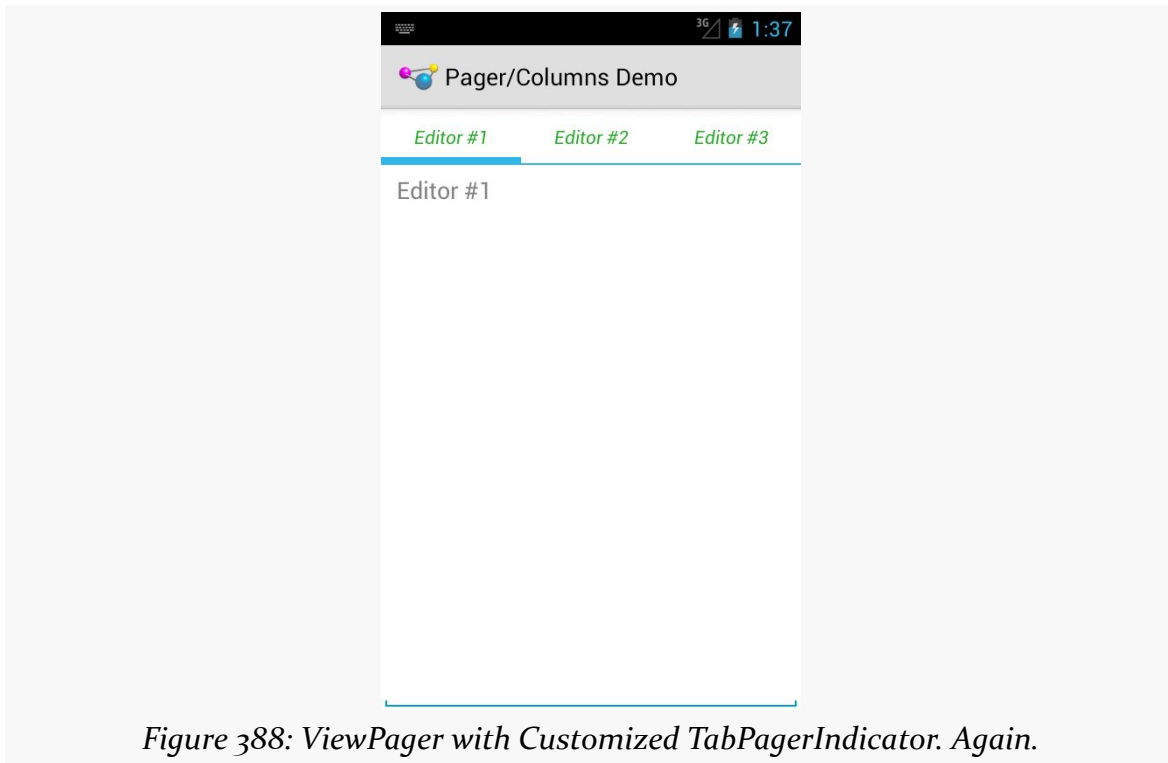 3G 1:37
Pager/Columns Demo
Editor #1 Editor #2 Editor #3
Editor #1
Figure 388: ViewPager with Customized TabPagerIndicator. Again.